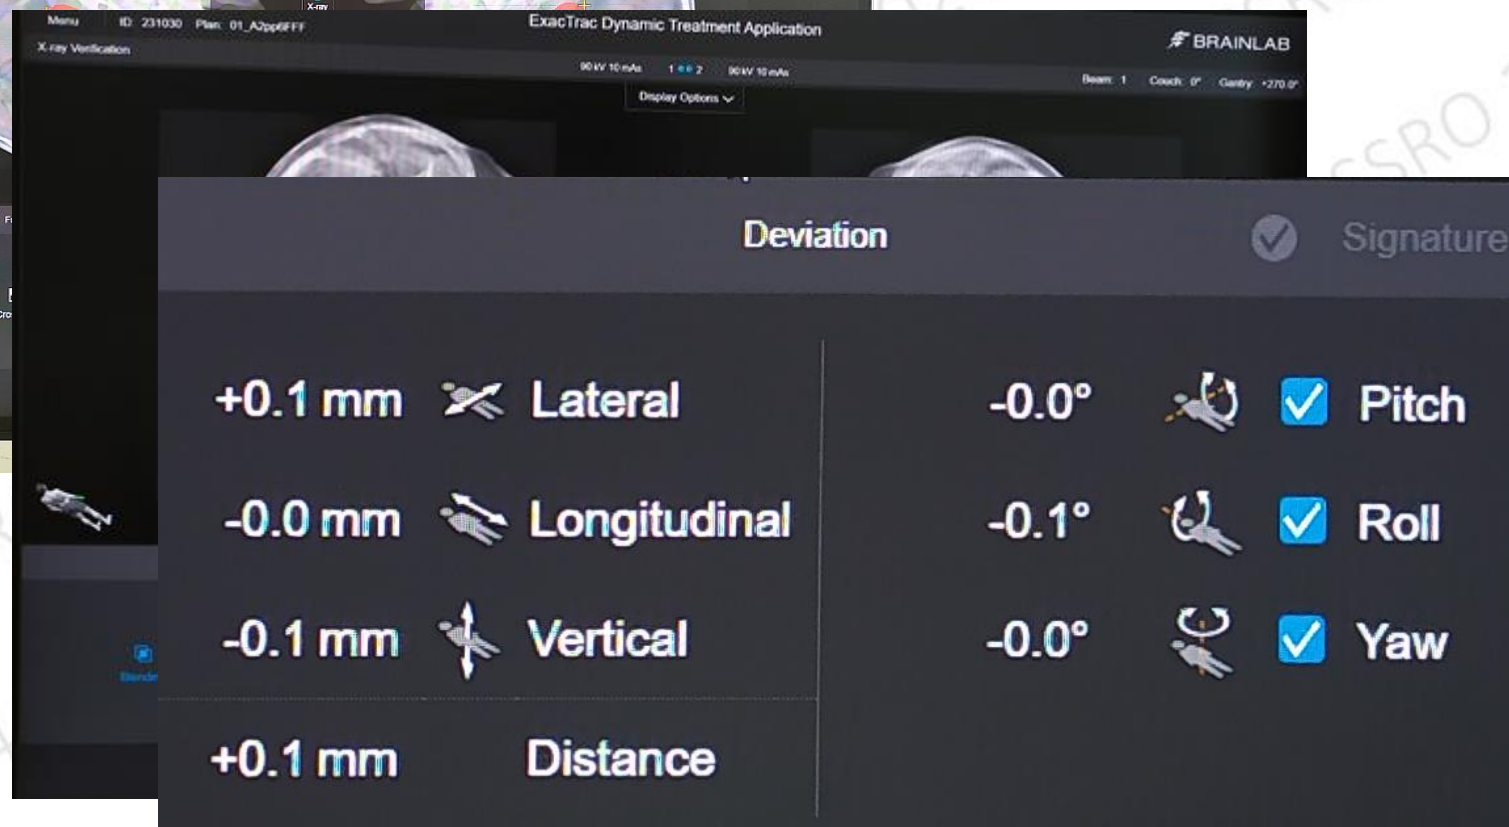 X-ray
Menu ID: 231030 Plan: 01_A2pp6FFF ExacTrac Dynamic Treatment Application BRAINLAB
X-ray Verification
90 kV 10 mAs 1 2 90 kV 10 mAs
Beam: 1 Couch: 0° Gantry: +270.0°
Display Options
SSRO
Deviation Signature
+0.1 mm Lateral -0.0° Pitch
-0.0 mm Longitudinal -0.1° Roll
-0.1 mm Vertical -0.0° Yaw
+0.1 mm Distance